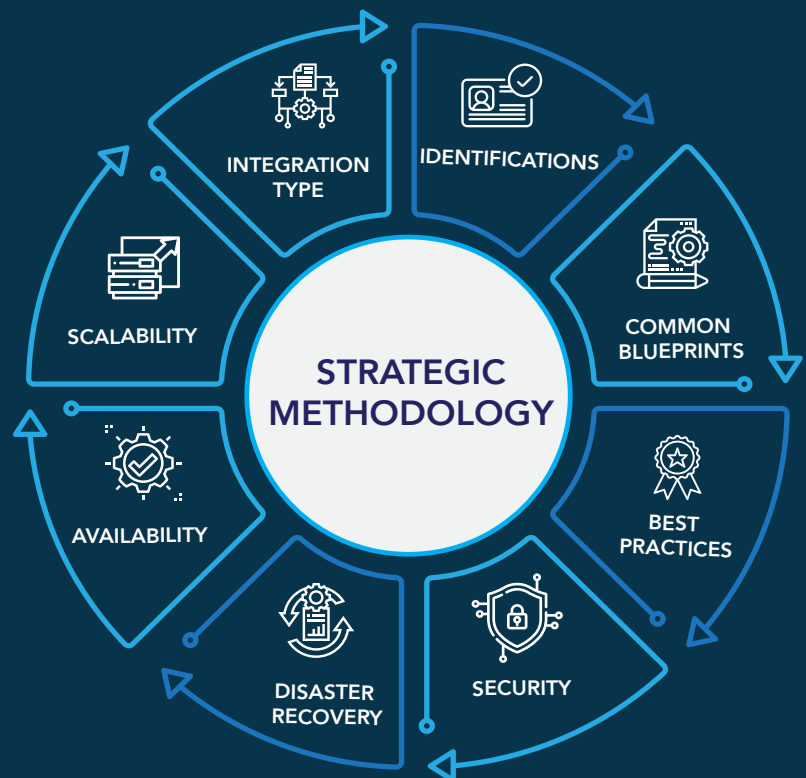 STRATEGIC
METHODOLOGY
IDENTIFICATIONS
COMMON
BLUEPRINTS
BEST
PRACTICES
SECURITY
DISASTER
RECOVERY
AVAILABILITY
SCALABILITY
INTEGRATION
TYPE